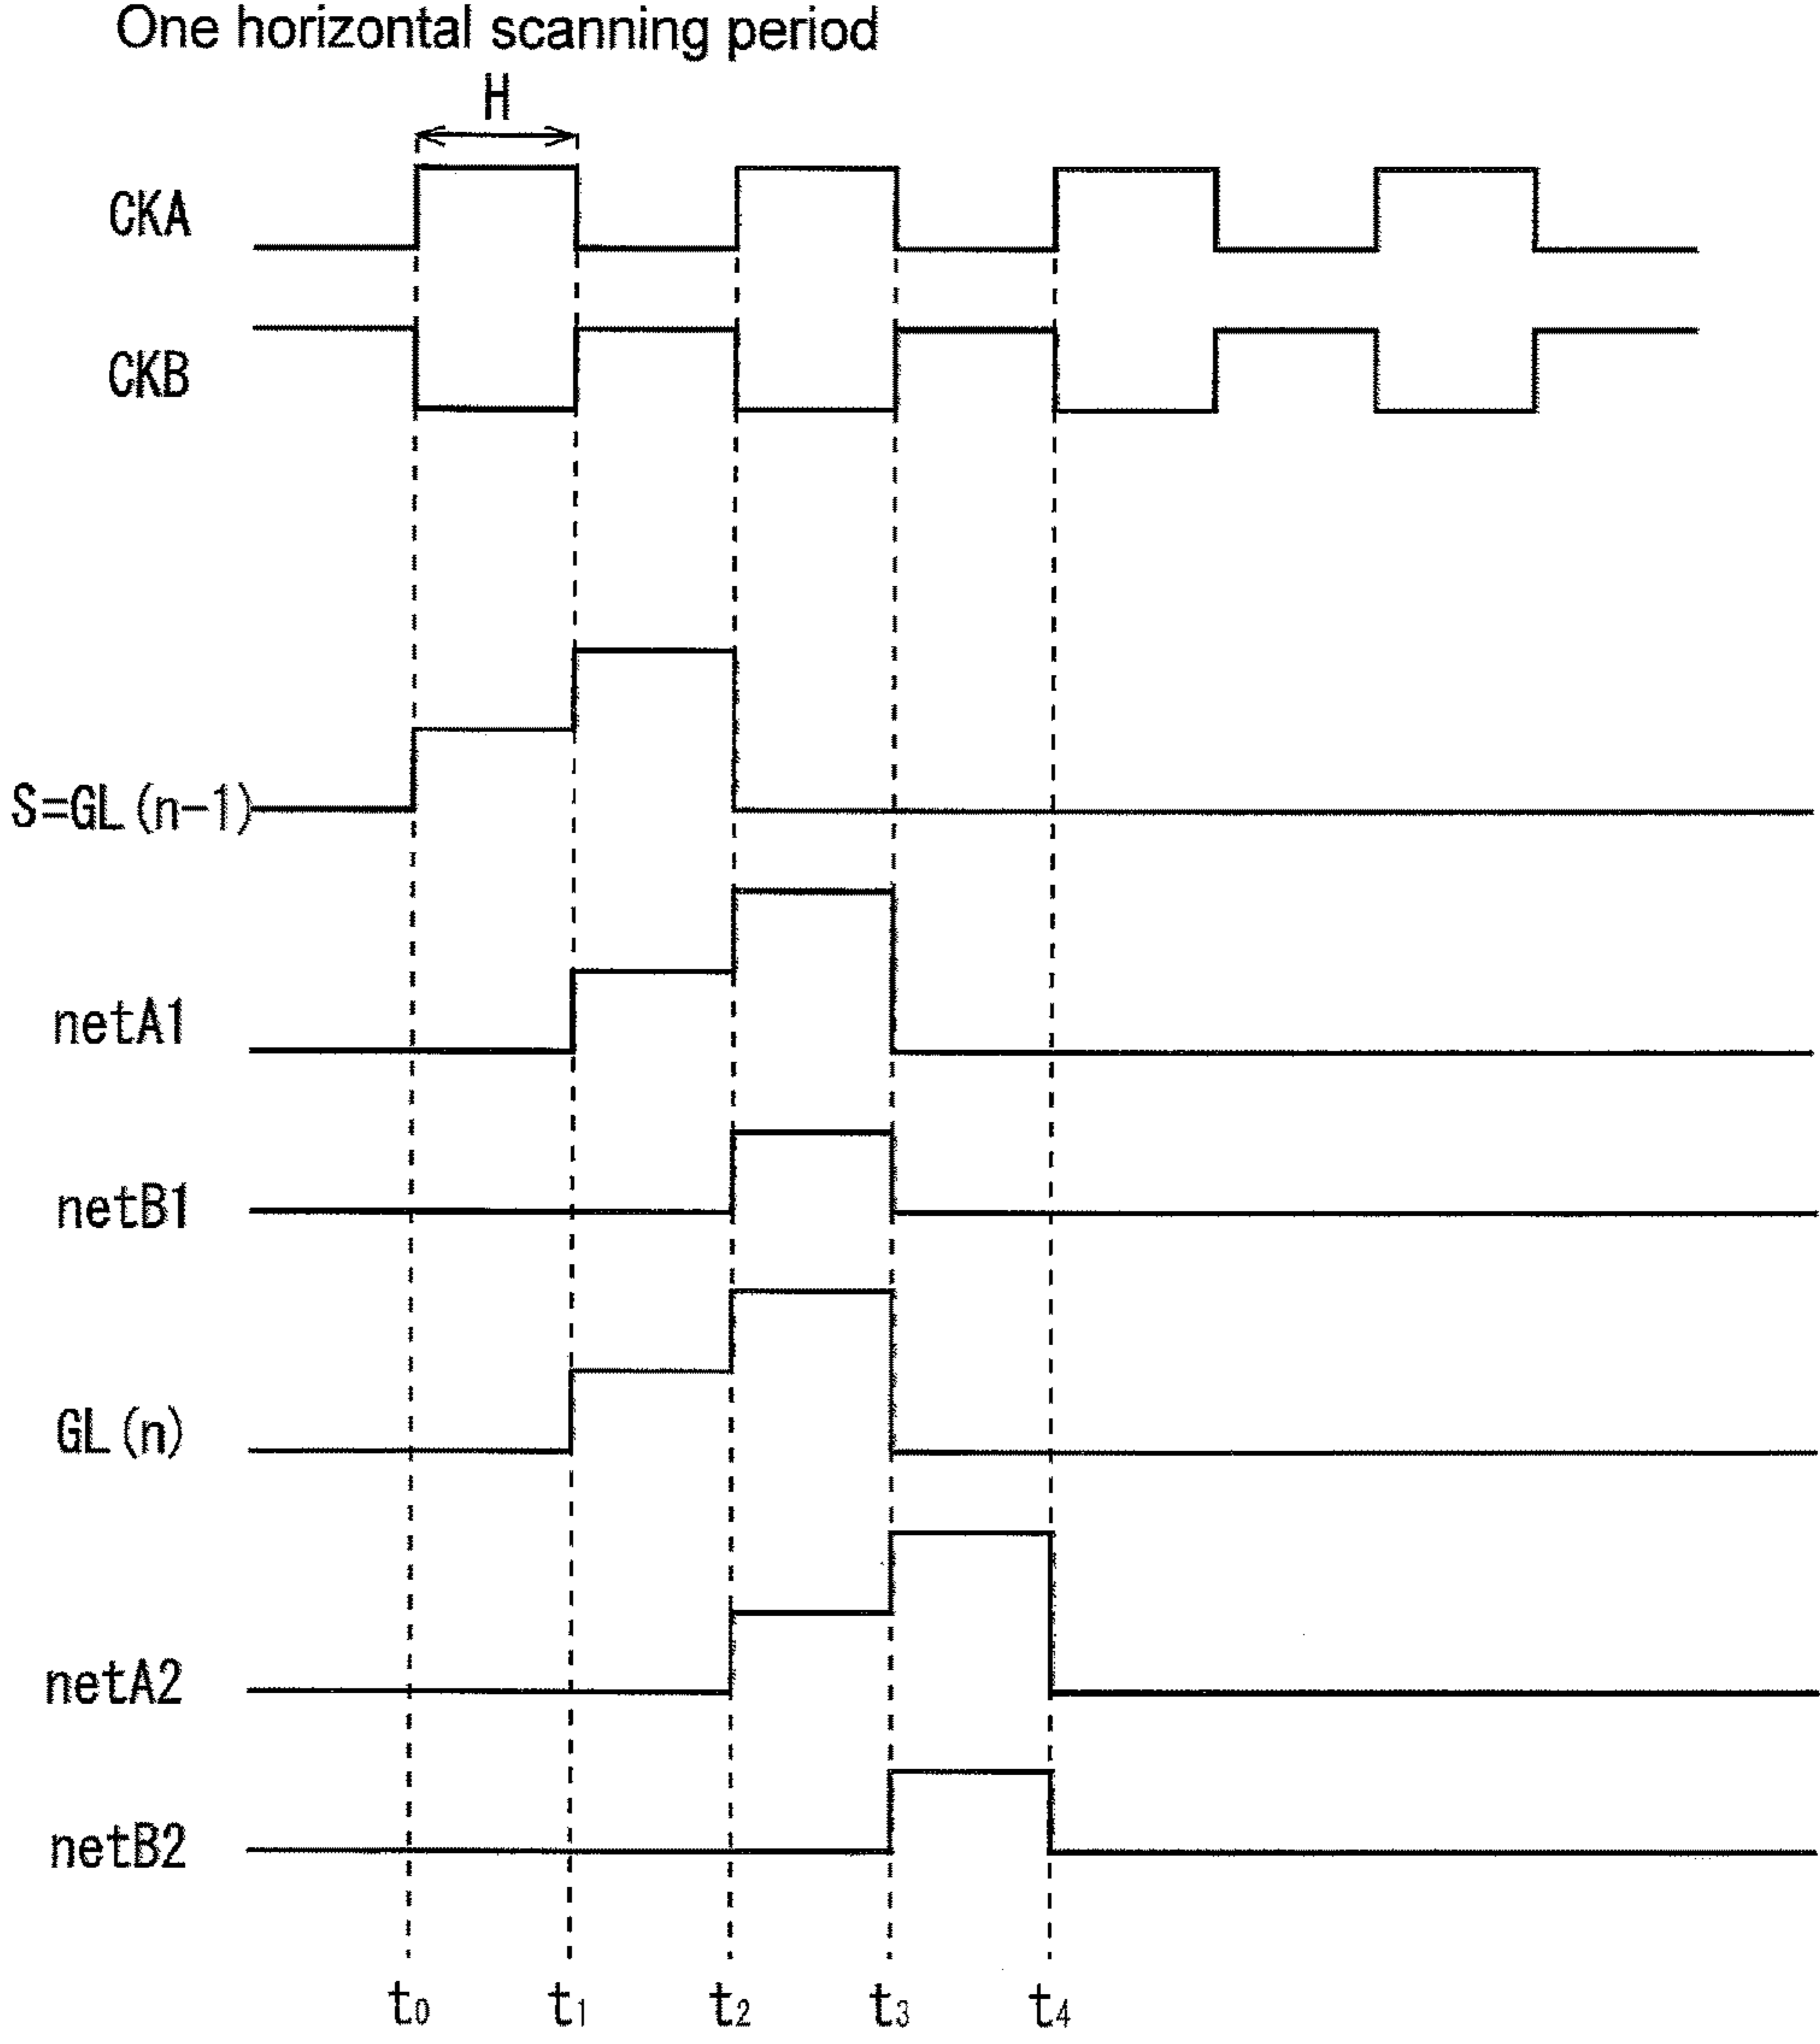 One horizontal scanning period
H
CKA
CKB
S=GL(n-1)
netA1
netB1
GL(n)
netA2
netB2
t0 t1 t2 t3 t4